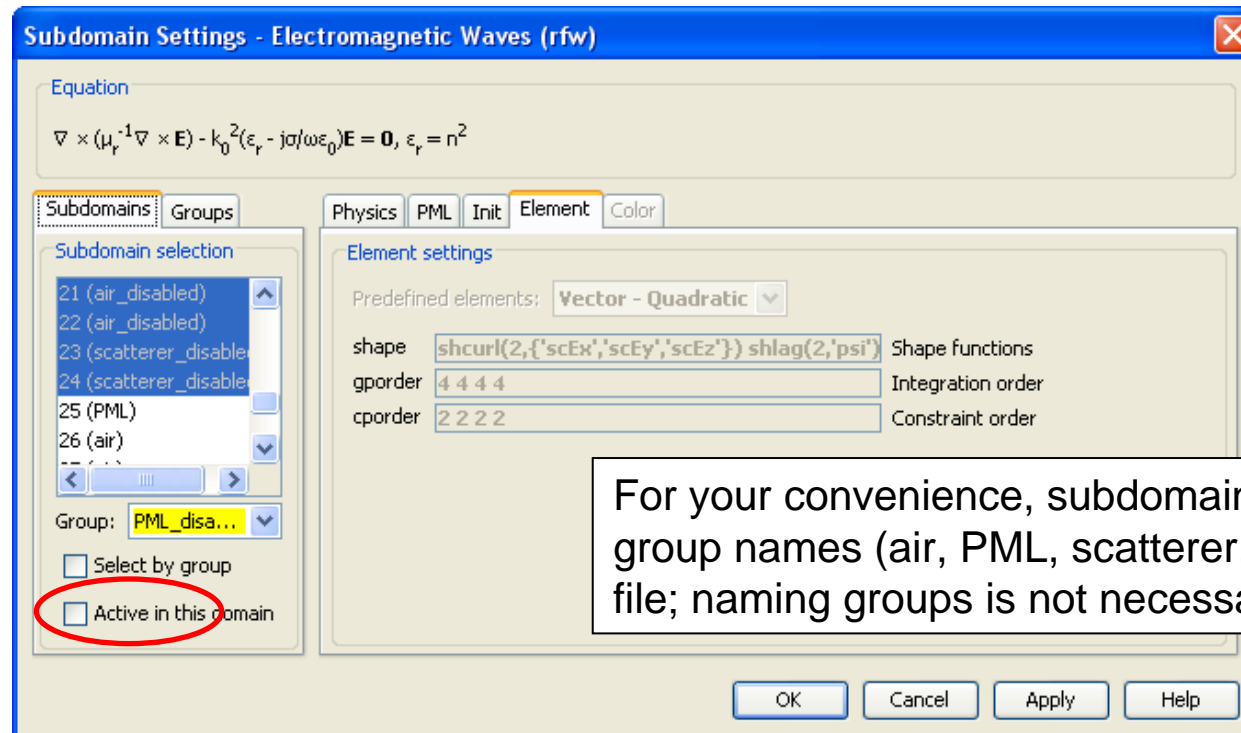 Subdomain Settings - Electromagnetic Waves (rfw)
Equation
∇ × (μr^-1∇ × E) - k0^2(εr - jσ/ωε0)E = 0, εr = n^2
Subdomains Groups
Physics PML Init Element Color
Subdomain selection
21 (air_disabled)
22 (air_disabled)
23 (scatterer_disable
24 (scatterer_disable
25 (PML)
26 (air)
Group: PML_disa...
Select by group
Active in this domain
Element settings
Predefined elements: Vector - Quadratic
shape shcurl(2,{'scEx','scEy','scEz'}) shlag(2,'psi') Shape functions
gporder 4 4 4 4 Integration order
cporder 2 2 2 2 Constraint order
For your convenience, subdomain
group names (air, PML, scatterer
file; naming groups is not necessa
OK Cancel Apply Help